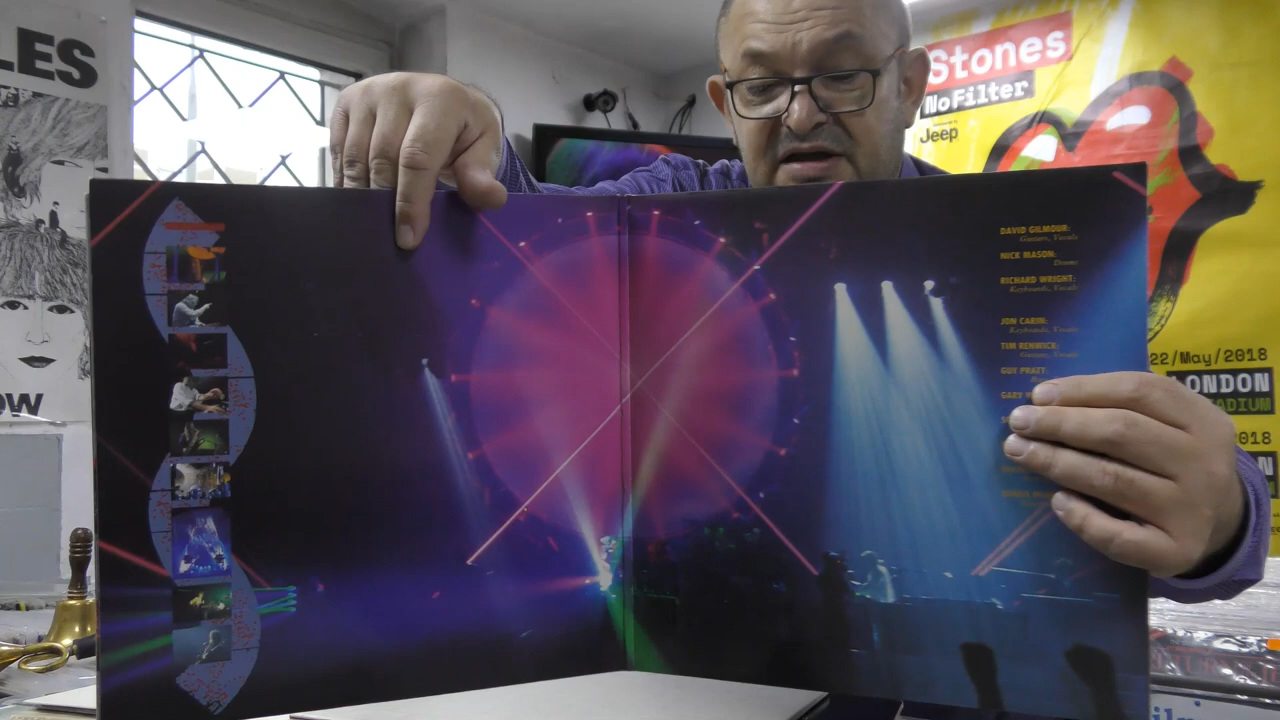 LES
OW
Stones
No Filter
Jeep
DAVID GILMOUR:
Guitars, Vocals
NICK MASON:
Drums
RICHARD WRIGHT:
Keyboards, Vocals
JON CARIN:
Keyboards, Vocals
TIM RENWICK:
Guitars, Vocals
GUY PRATT:
GARY
22/May/2018
LONDON
ADIUM
018
N